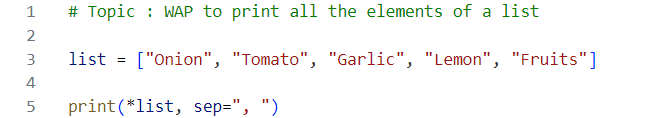 1 # Topic : WAP to print all the elements of a list
2
3 list = ["Onion", "Tomato", "Garlic", "Lemon", "Fruits"]
4
5 print(*list, sep=", ")